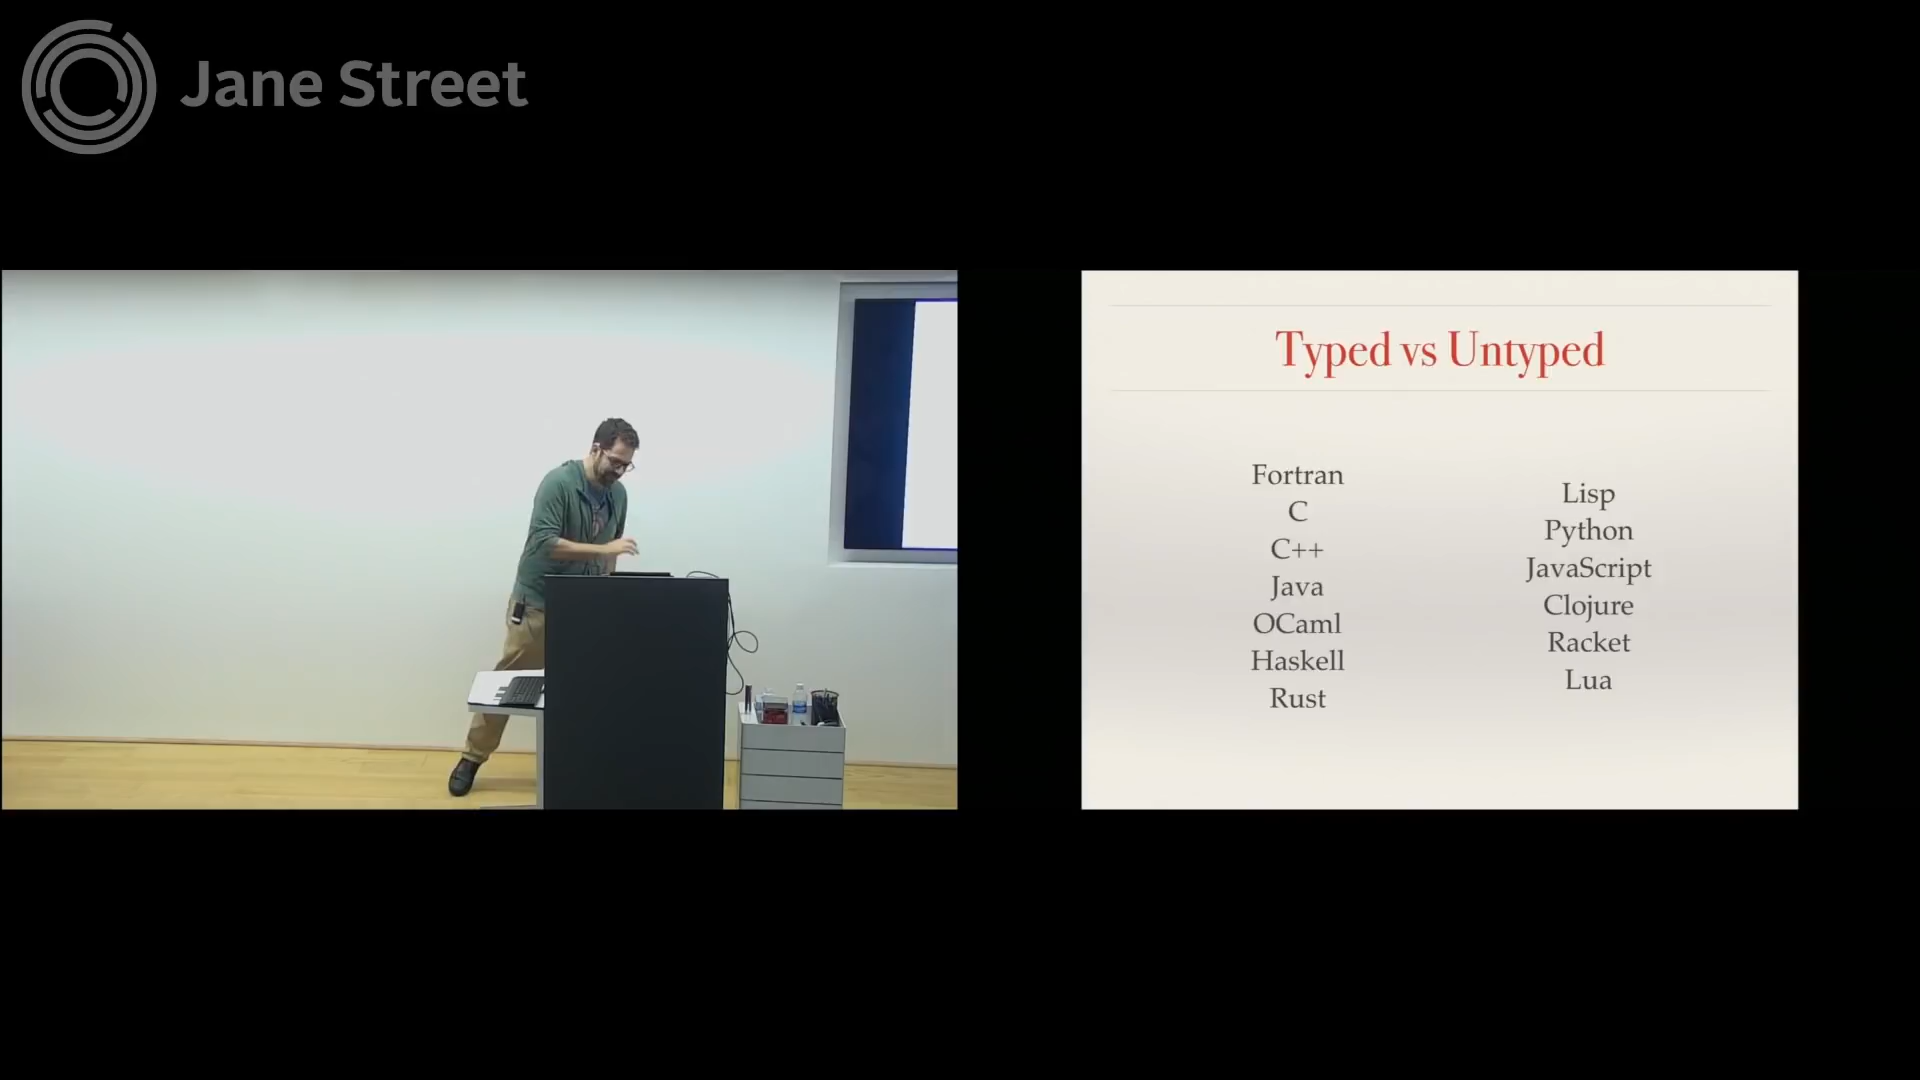 Jane Street
Typed vs Untyped
Fortran
C
C++
Java
OCaml
Haskell
Rust
Lisp
Python
JavaScript
Clojure
Racket
Lua